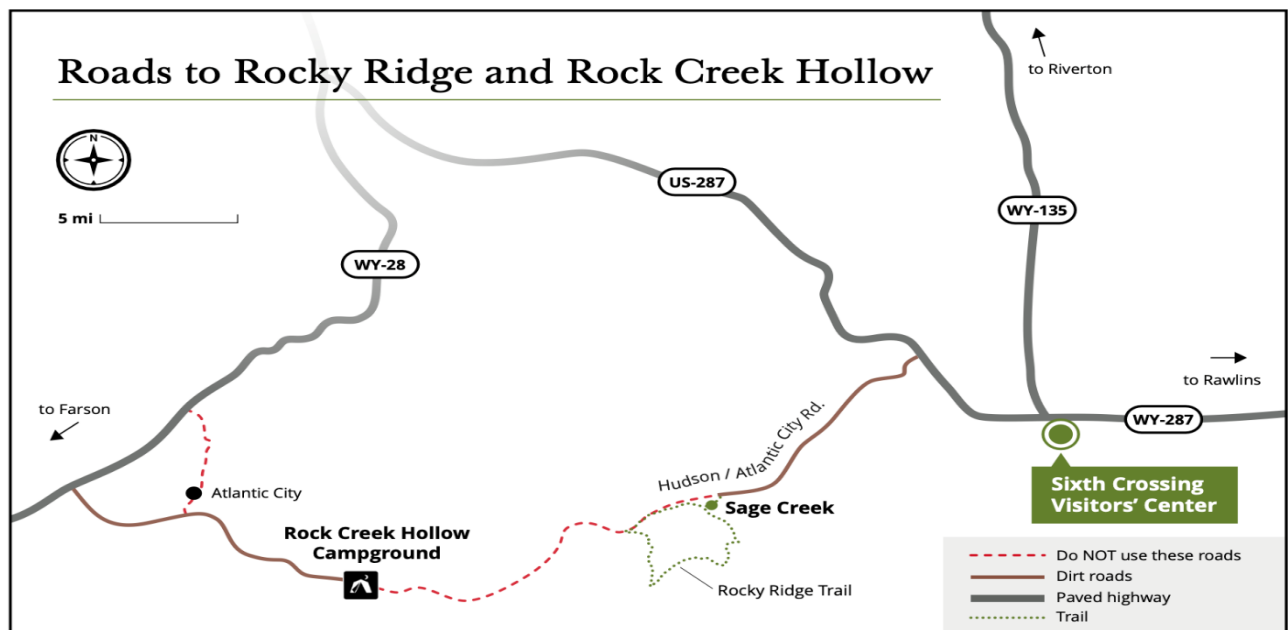 Roads to Rocky Ridge and Rock Creek Hollow
to Riverton
N
5 mi
US-287
WY-135
WY-28
to Rawlins
to Farson
WY-287
Hudson / Atlantic City Rd.
Atlantic City
Sage Creek
Sixth Crossing
Visitors’ Center
Rock Creek Hollow
Campground
Rocky Ridge Trail
Do NOT use these roads
Dirt roads
Paved highway
Trail